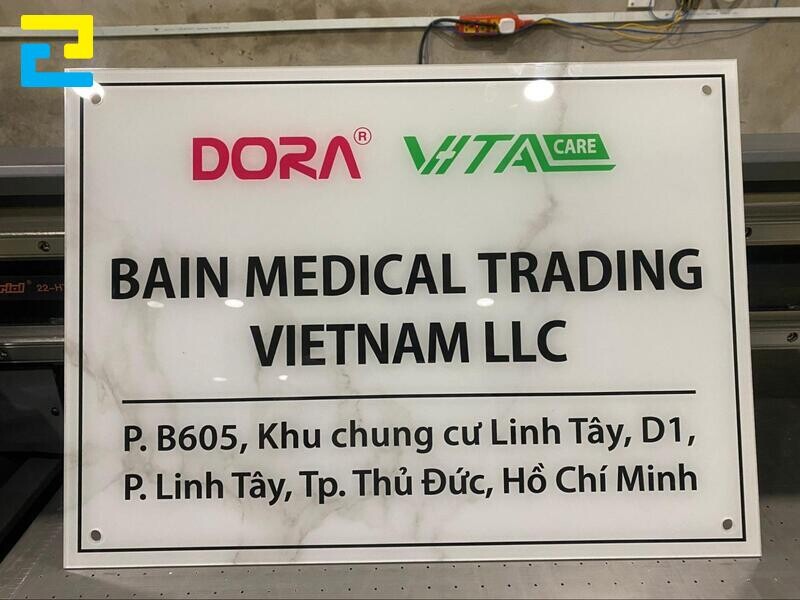 DORA®
VITA CARE
BAIN MEDICAL TRADING
VIETNAM LLC
P. B605, Khu chung cư Linh Tây, D1,
P. Linh Tây, Tp. Thủ Đức, Hồ Chí Minh